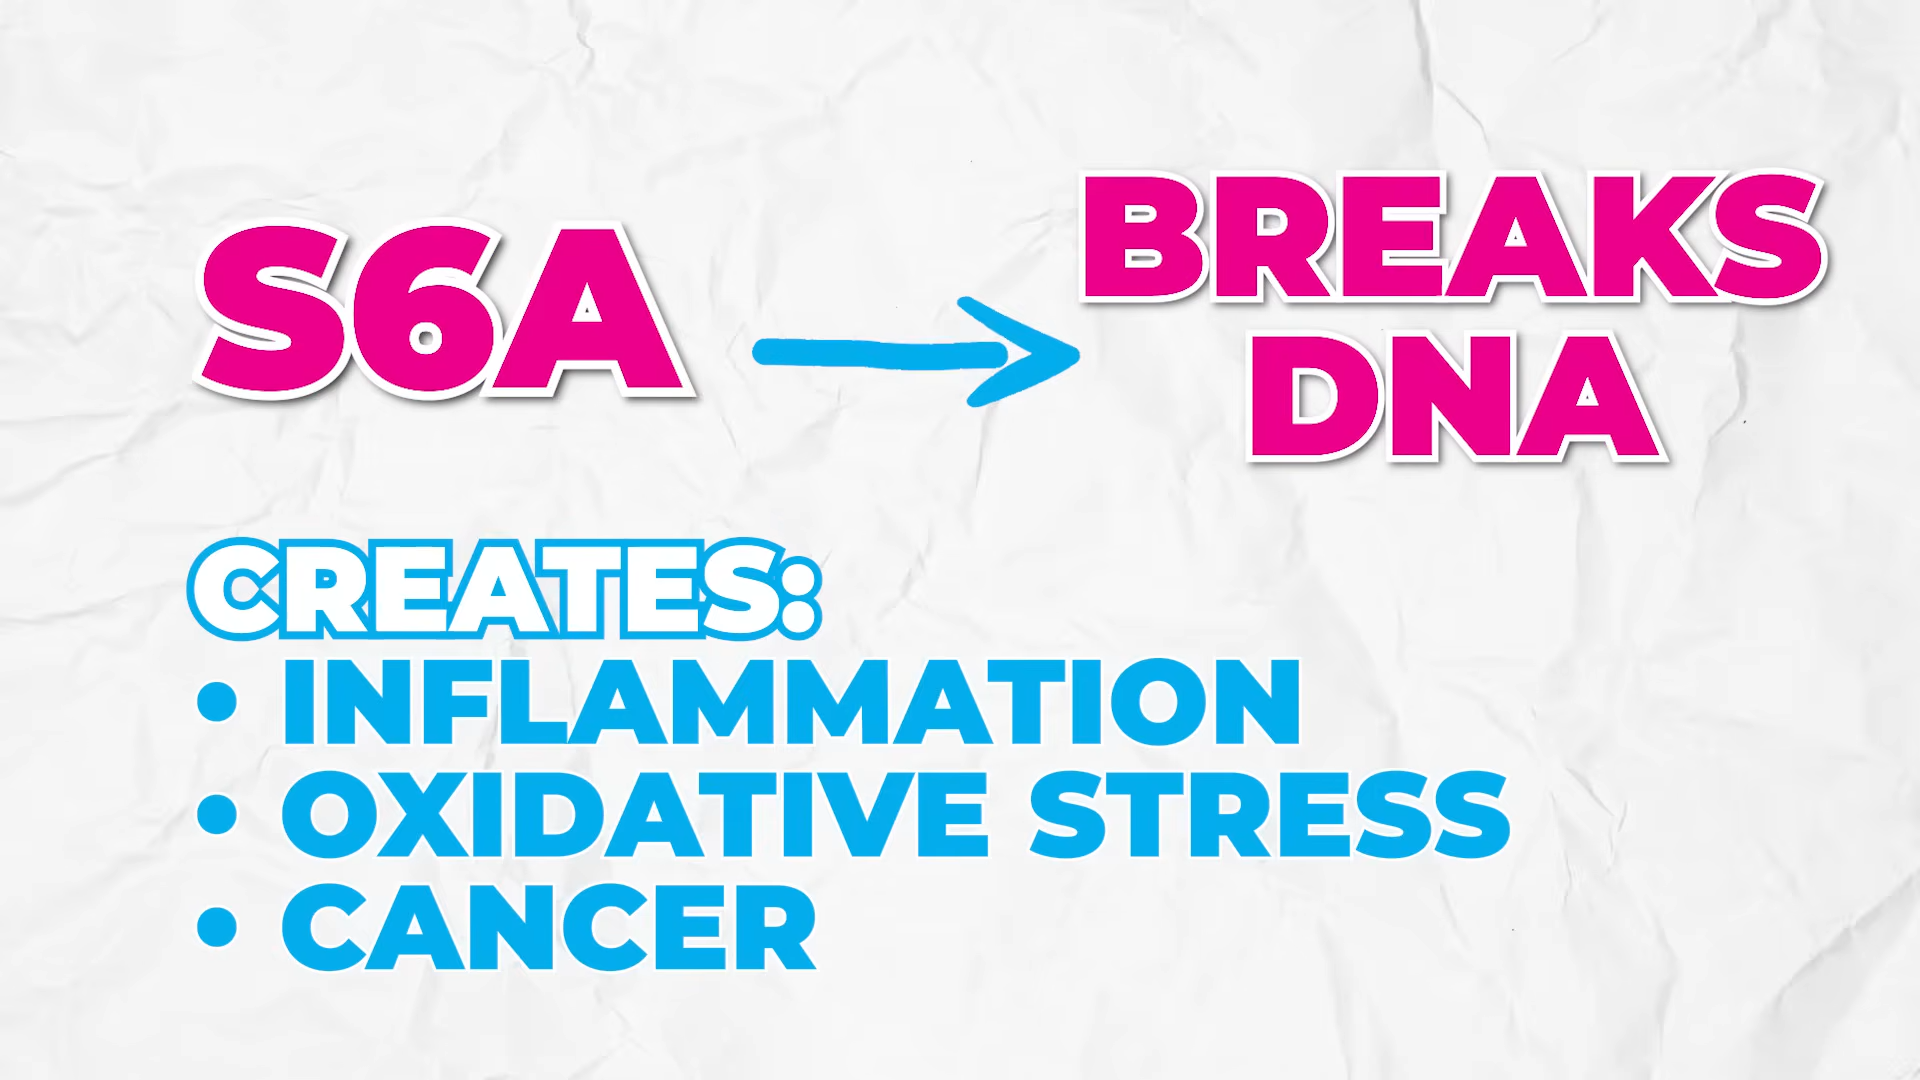 S6A
BREAKS
DNA
CREATES:
• INFLAMMATION
• OXIDATIVE STRESS
• CANCER